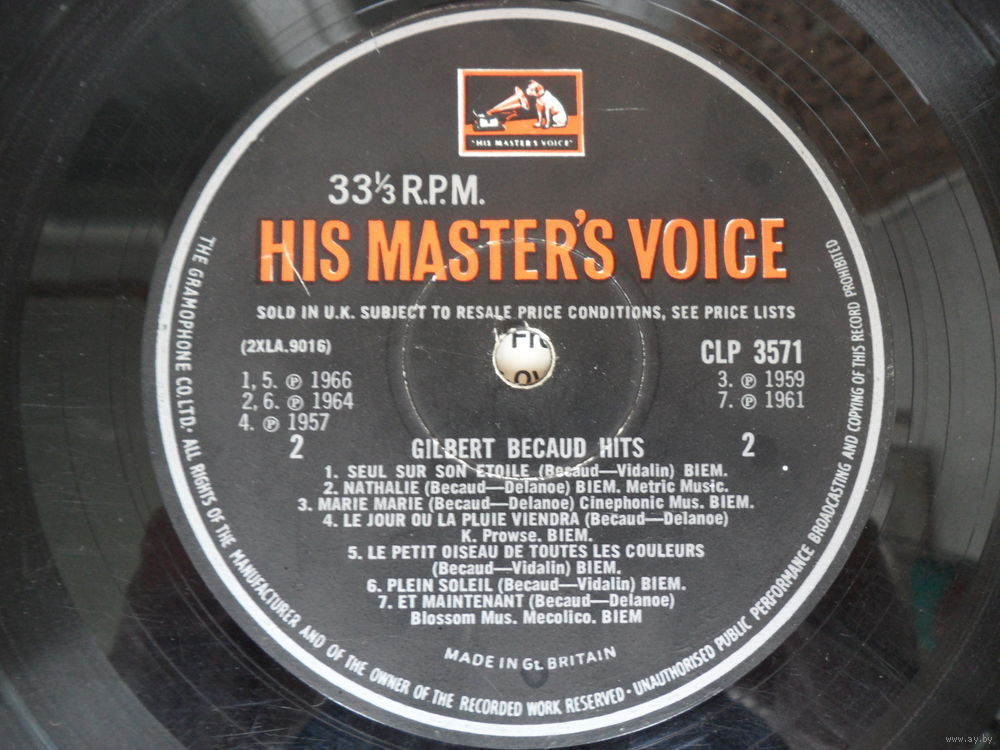 "HIS MASTER'S VOICE"
33⅓ R.P.M.
HIS MASTER'S VOICE
SOLD IN U.K. SUBJECT TO RESALE PRICE CONDITIONS, SEE PRICE LISTS
(2XLA.9016)
CLP 3571
1, 5. ℗ 1966
2, 6. ℗ 1964
4. ℗ 1957
3. ℗ 1959
7. ℗ 1961
2 GILBERT BECAUD HITS 2
1. SEUL SUR SON ETOILE (Becaud—Vidalin) BIEM.
2. NATHALIE (Becaud—Delanoe) BIEM. Metric Music.
3. MARIE MARIE (Becaud—Delanoe) Cinephonic Mus. BIEM.
4. LE JOUR OU LA PLUIE VIENDRA (Becaud—Delanoe)
K. Prowse. BIEM.
5. LE PETIT OISEAU DE TOUTES LES COULEURS
(Becaud—Vidalin) BIEM.
6. PLEIN SOLEIL (Becaud—Vidalin) BIEM.
7. ET MAINTENANT (Becaud—Delanoe)
Blossom Mus. Mecolico. BIEM
MADE IN GT. BRITAIN
THE GRAMOPHONE CO. LTD. ALL RIGHTS OF THE MANUFACTURER AND OF THE OWNER OF THE RECORDED WORK RESERVED · UNAUTHORISED PUBLIC PERFORMANCE BROADCASTING AND COPYING OF THIS RECORD PROHIBITED
www.ay.by